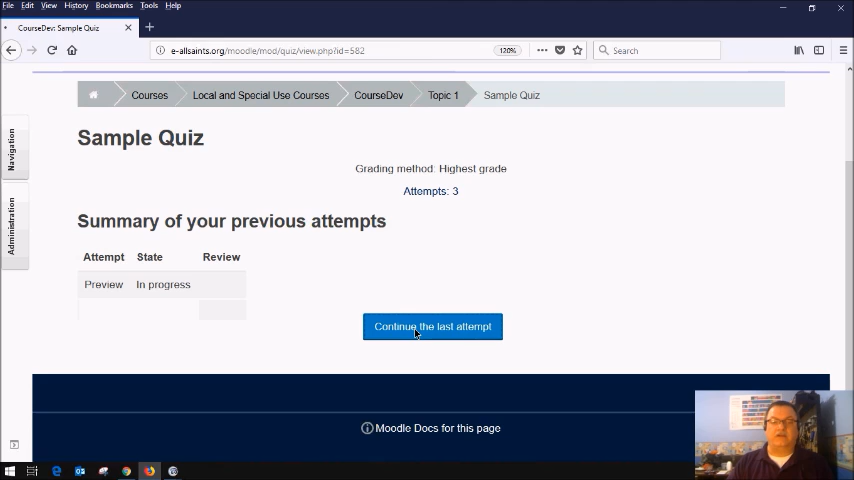 File Edit View History Bookmarks Tools Help
CourseDev: Sample Quiz
e-allsaints.org/moodle/mod/quiz/view.php?id=582
120%
Search
Courses
Local and Special Use Courses
CourseDev
Topic 1
Sample Quiz
Navigation
Administration
Sample Quiz
Grading method: Highest grade
Attempts: 3
Summary of your previous attempts
Attempt State Review
Preview In progress
Continue the last attempt
Moodle Docs for this page